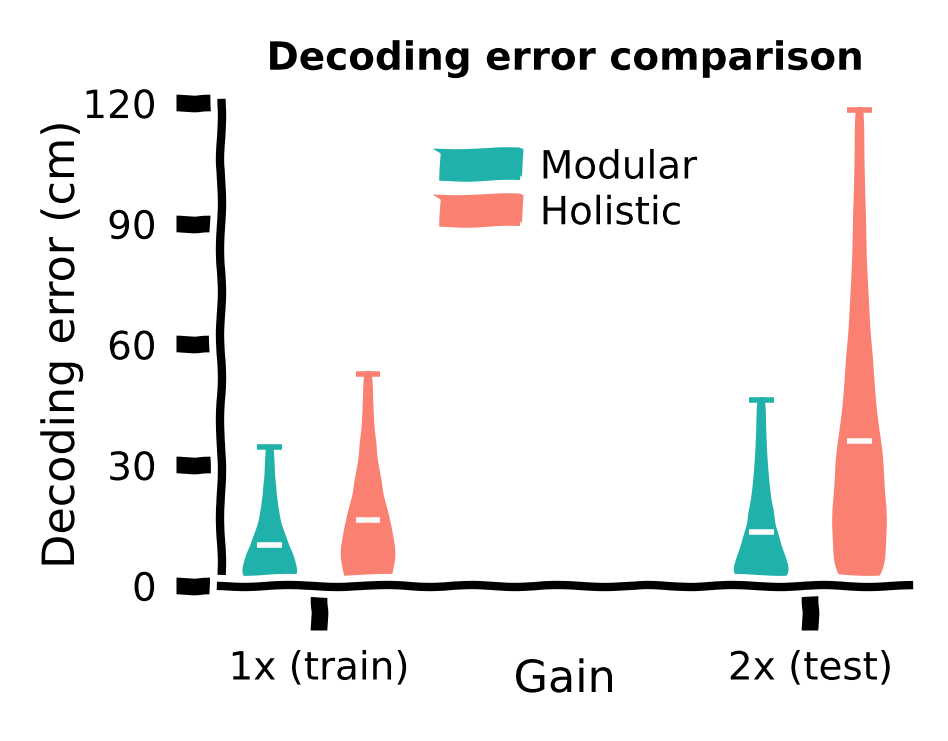 Decoding error comparison
Decoding error (cm)
120
90
60
30
0
Modular
Holistic
1x (train)
2x (test)
Gain